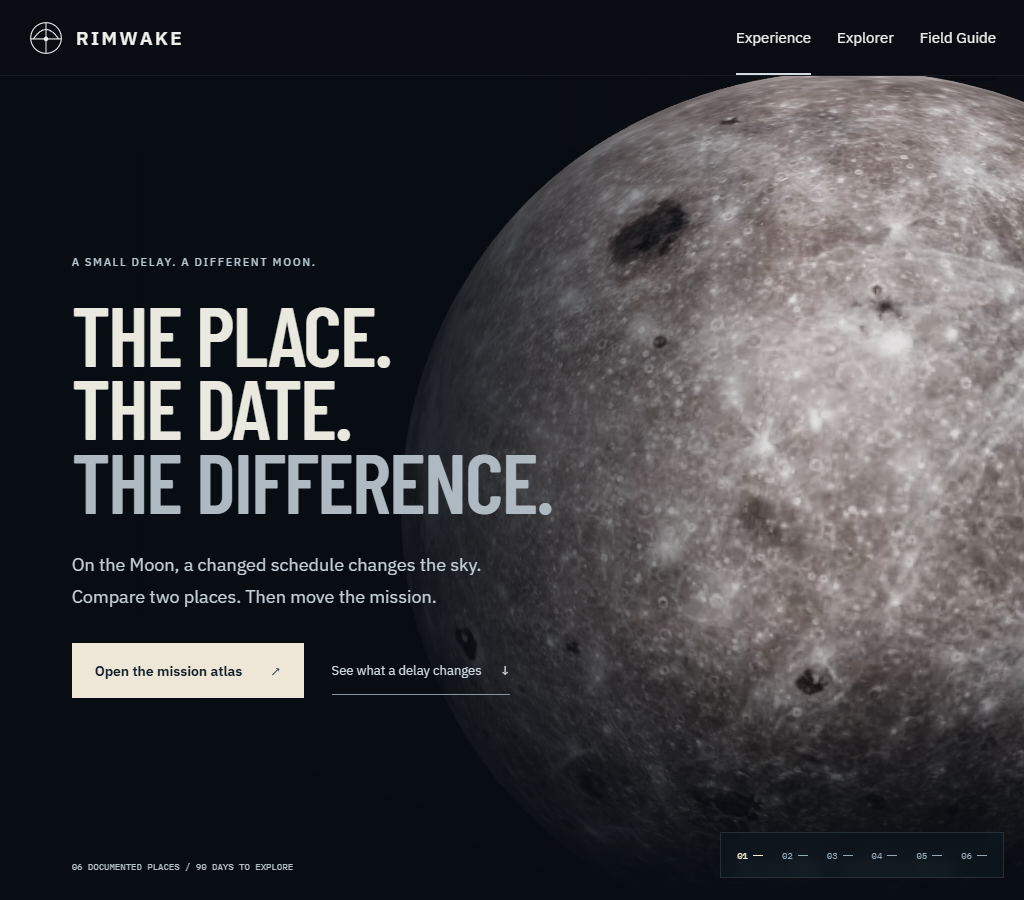 RIMWAKE
Experience
Explorer
Field Guide
A SMALL DELAY. A DIFFERENT MOON.
THE PLACE.
THE DATE.
THE DIFFERENCE.
On the Moon, a changed schedule changes the sky.
Compare two places. Then move the mission.
Open the mission atlas ↗
See what a delay changes ↓
06 DOCUMENTED PLACES / 90 DAYS TO EXPLORE
01 — 02 — 03 — 04 — 05 — 06 —